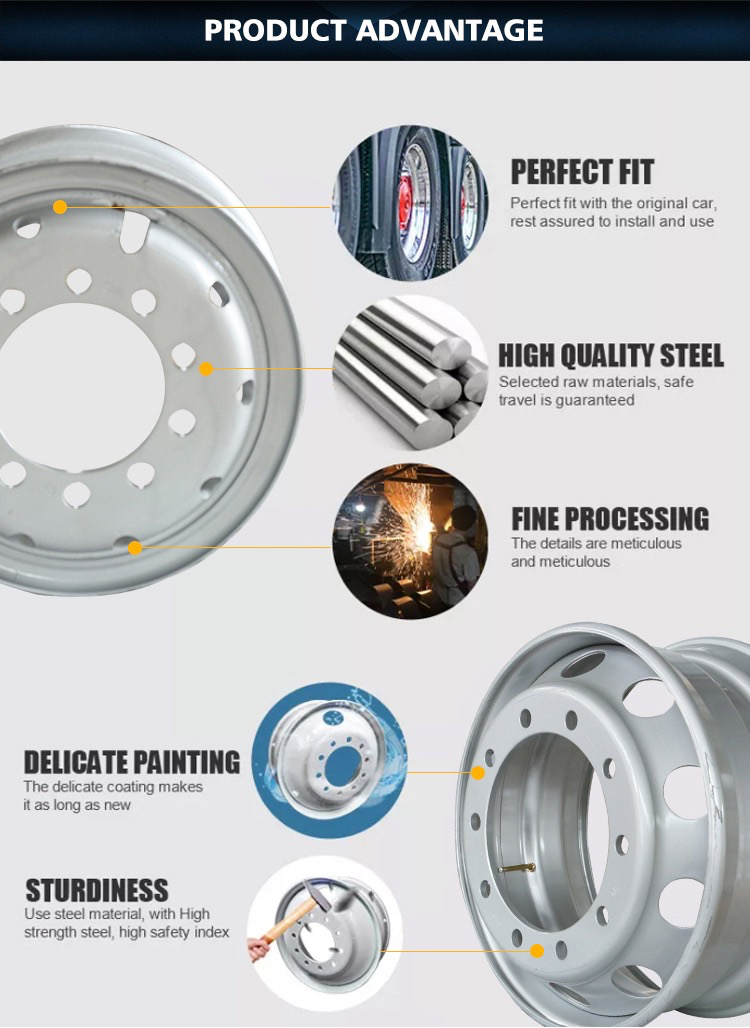 PRODUCT ADVANTAGE
PERFECT FIT
Perfect fit with the original car,
rest assured to install and use
HIGH QUALITY STEEL
Selected raw materials, safe
travel is guaranteed
FINE PROCESSING
The details are meticulous
and meticulous
DELICATE PAINTING
The delicate coating makes
it as long as new
STURDINESS
Use steel material, with High
strength steel, high safety index